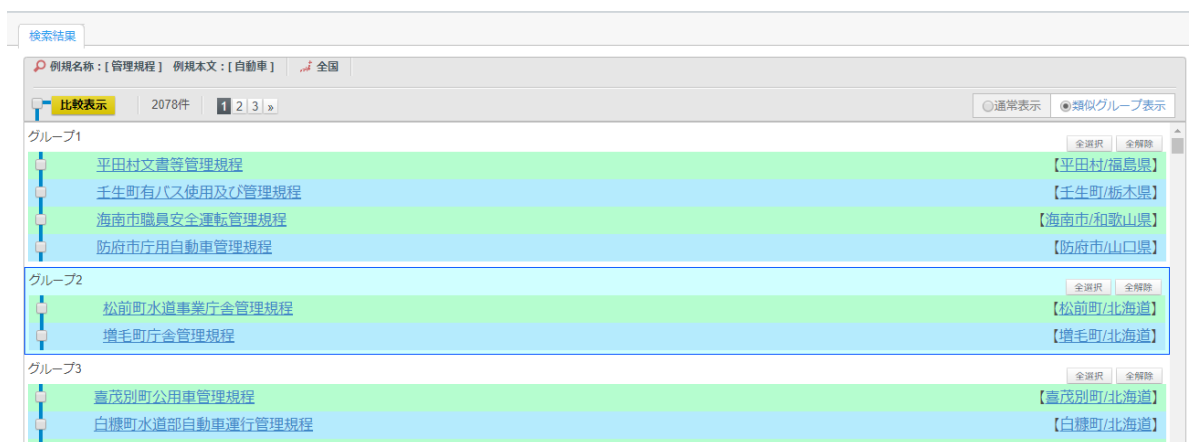 検索結果
例規名称：[ 管理規程 ] 例規本文：[ 自動車 ] 全国
比較表示 2078件 1 2 3 » 通常表示 類似グループ表示
グループ1 全選択 全解除
平田村文書等管理規程 【平田村/福島県】
壬生町有バス使用及び管理規程 【壬生町/栃木県】
海南市職員安全運転管理規程 【海南市/和歌山県】
防府市庁用自動車管理規程 【防府市/山口県】
グループ2 全選択 全解除
松前町水道事業庁舎管理規程 【松前町/北海道】
増毛町庁舎管理規程 【増毛町/北海道】
グループ3 全選択 全解除
喜茂別町公用車管理規程 【喜茂別町/北海道】
白糠町水道部自動車運行管理規程 【白糠町/北海道】